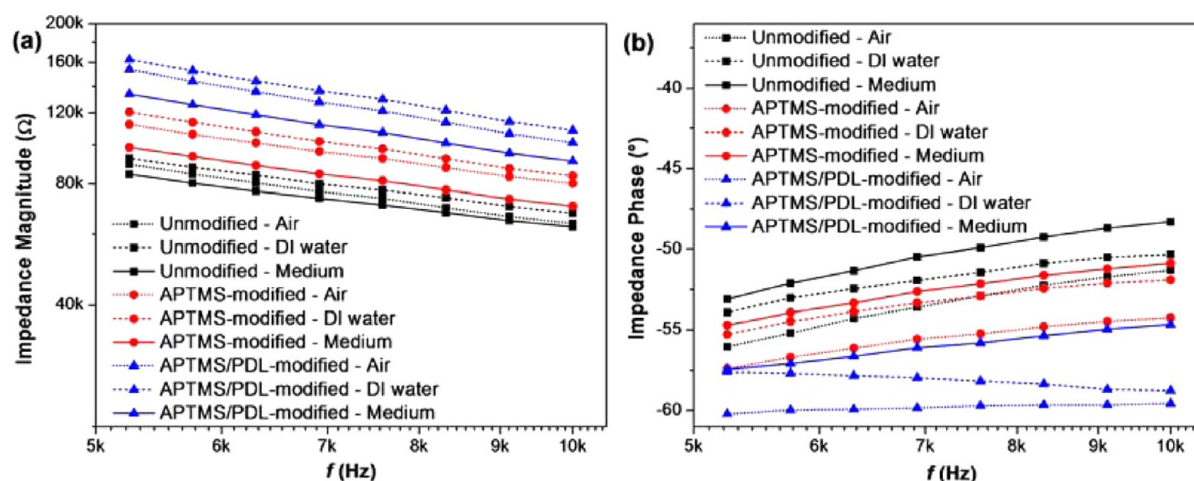 (a)
Impedance Magnitude (Ω)
200k
160k
120k
80k
40k
Unmodified - Air
Unmodified - DI water
Unmodified - Medium
APTMS-modified - Air
APTMS-modified - DI water
APTMS-modified - Medium
APTMS/PDL-modified - Air
APTMS/PDL-modified - DI water
APTMS/PDL-modified - Medium
5k 6k 7k 8k 9k 10k
f (Hz)
(b)
Impedance Phase (°)
Unmodified - Air
Unmodified - DI water
Unmodified - Medium
APTMS-modified - Air
APTMS-modified - DI water
APTMS-modified - Medium
APTMS/PDL-modified - Air
APTMS/PDL-modified - DI water
APTMS/PDL-modified - Medium
-40
-45
-50
-55
-60
5k 6k 7k 8k 9k 10k
f (Hz)